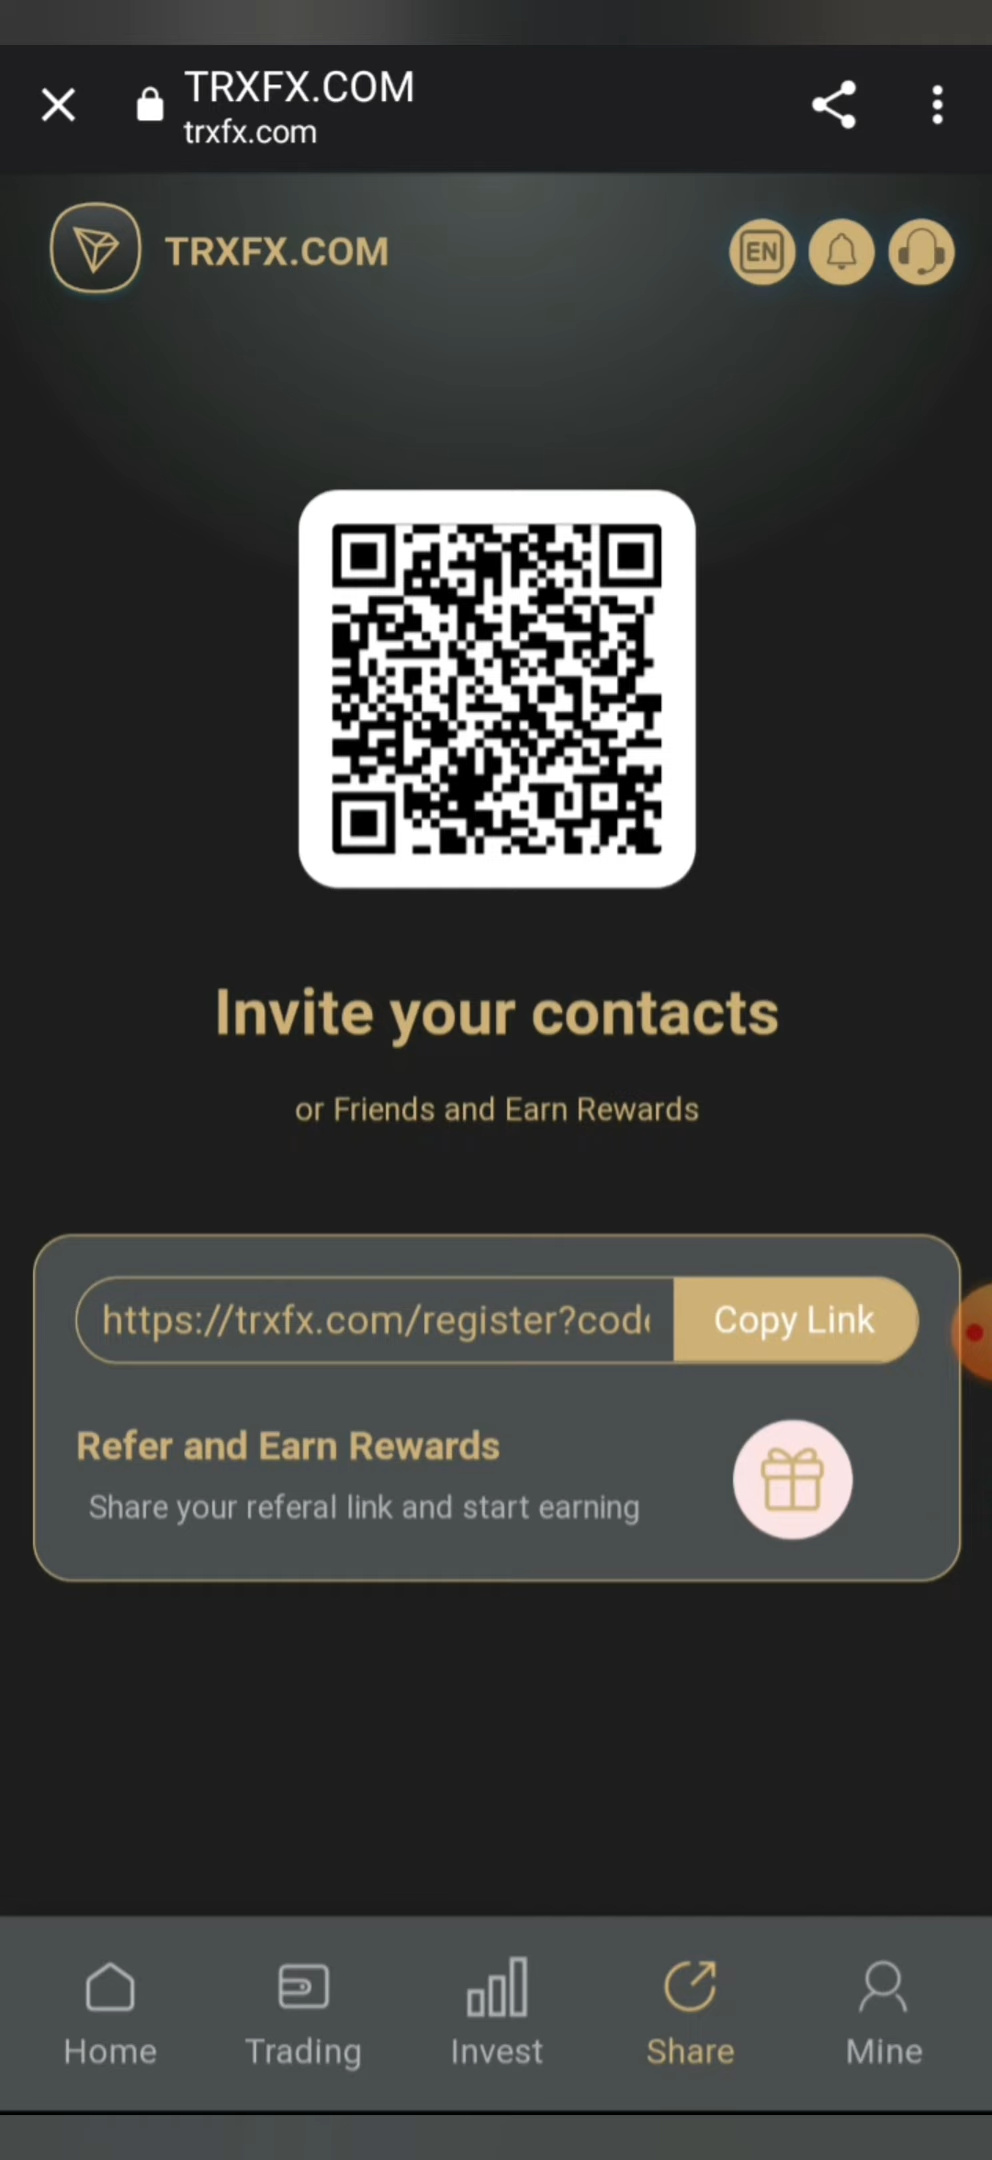 TRXFX.COM
trxfx.com
TRXFX.COM
EN
Invite your contacts
or Friends and Earn Rewards
https://trxfx.com/register?cod
Copy Link
Refer and Earn Rewards
Share your referal link and start earning
Home
Trading
Invest
Share
Mine